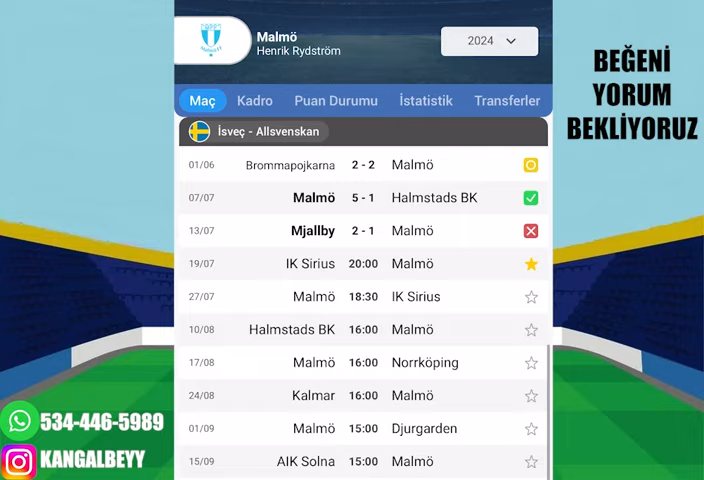 Malmö
Henrik Rydström
2024
Maç Kadro Puan Durumu İstatistik Transferler
İsveç - Allsvenskan
01/06 Brommapojkarna 2 - 2 Malmö
07/07 Malmö 5 - 1 Halmstads BK
13/07 Mjallby 2 - 1 Malmö
19/07 IK Sirius 20:00 Malmö
27/07 Malmö 18:30 IK Sirius
10/08 Halmstads BK 16:00 Malmö
17/08 Malmö 16:00 Norrköping
24/08 Kalmar 16:00 Malmö
01/09 Malmö 15:00 Djurgarden
15/09 AIK Solna 15:00 Malmö
BEĞENİ
YORUM
BEKLİYORUZ
534-446-5989
KANGALBEYY